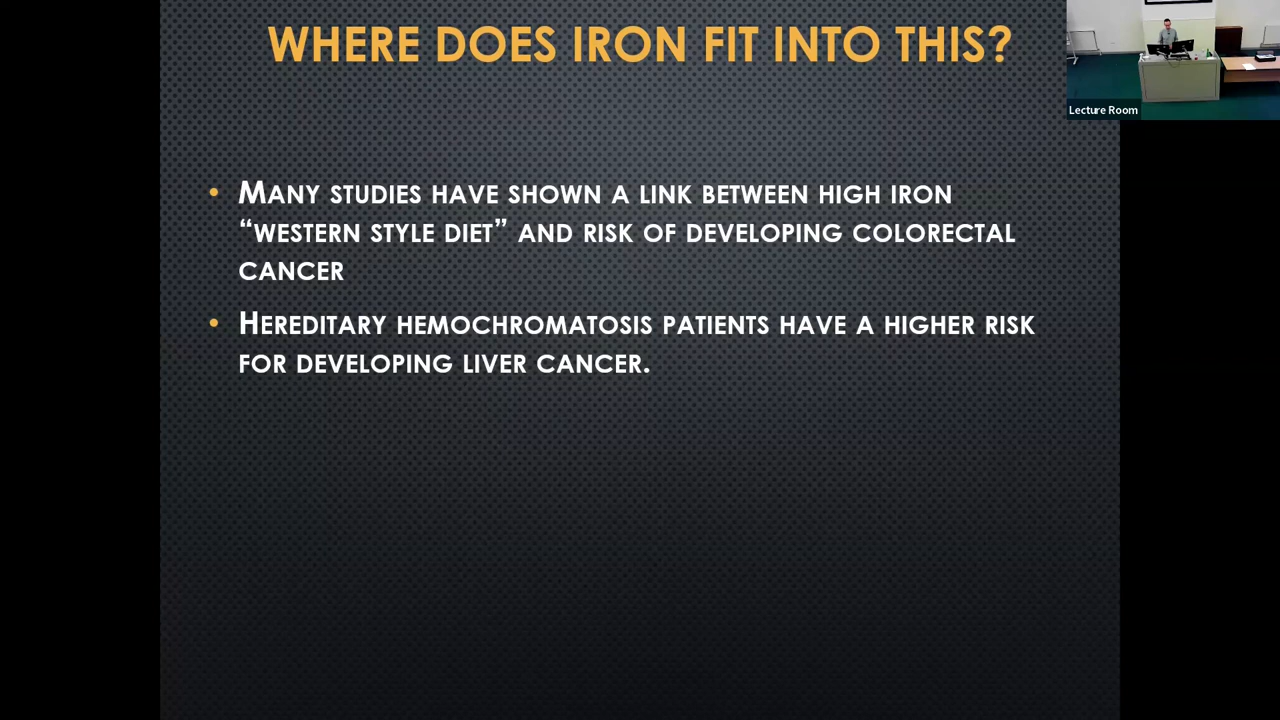 WHERE DOES IRON FIT INTO THIS?
Lecture Room
• MANY STUDIES HAVE SHOWN A LINK BETWEEN HIGH IRON
“WESTERN STYLE DIET” AND RISK OF DEVELOPING COLORECTAL
CANCER
• HEREDITARY HEMOCHROMATOSIS PATIENTS HAVE A HIGHER RISK
FOR DEVELOPING LIVER CANCER.